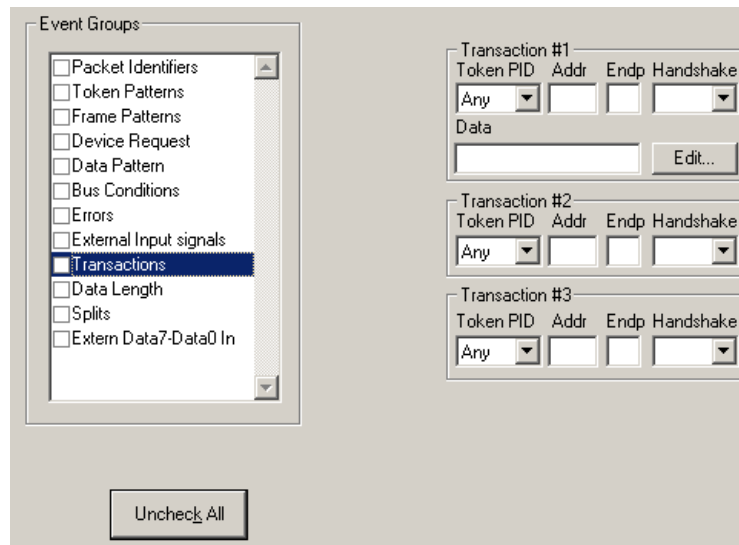 Event Groups
Packet Identifiers
Token Patterns
Frame Patterns
Device Request
Data Pattern
Bus Conditions
Errors
External Input signals
Transactions
Data Length
Splits
Extern Data7-Data0 In
Uncheck All
Transaction #1
Token PID Addr Endp Handshake
Any
Data
Edit...
Transaction #2
Token PID Addr Endp Handshake
Any
Transaction #3
Token PID Addr Endp Handshake
Any